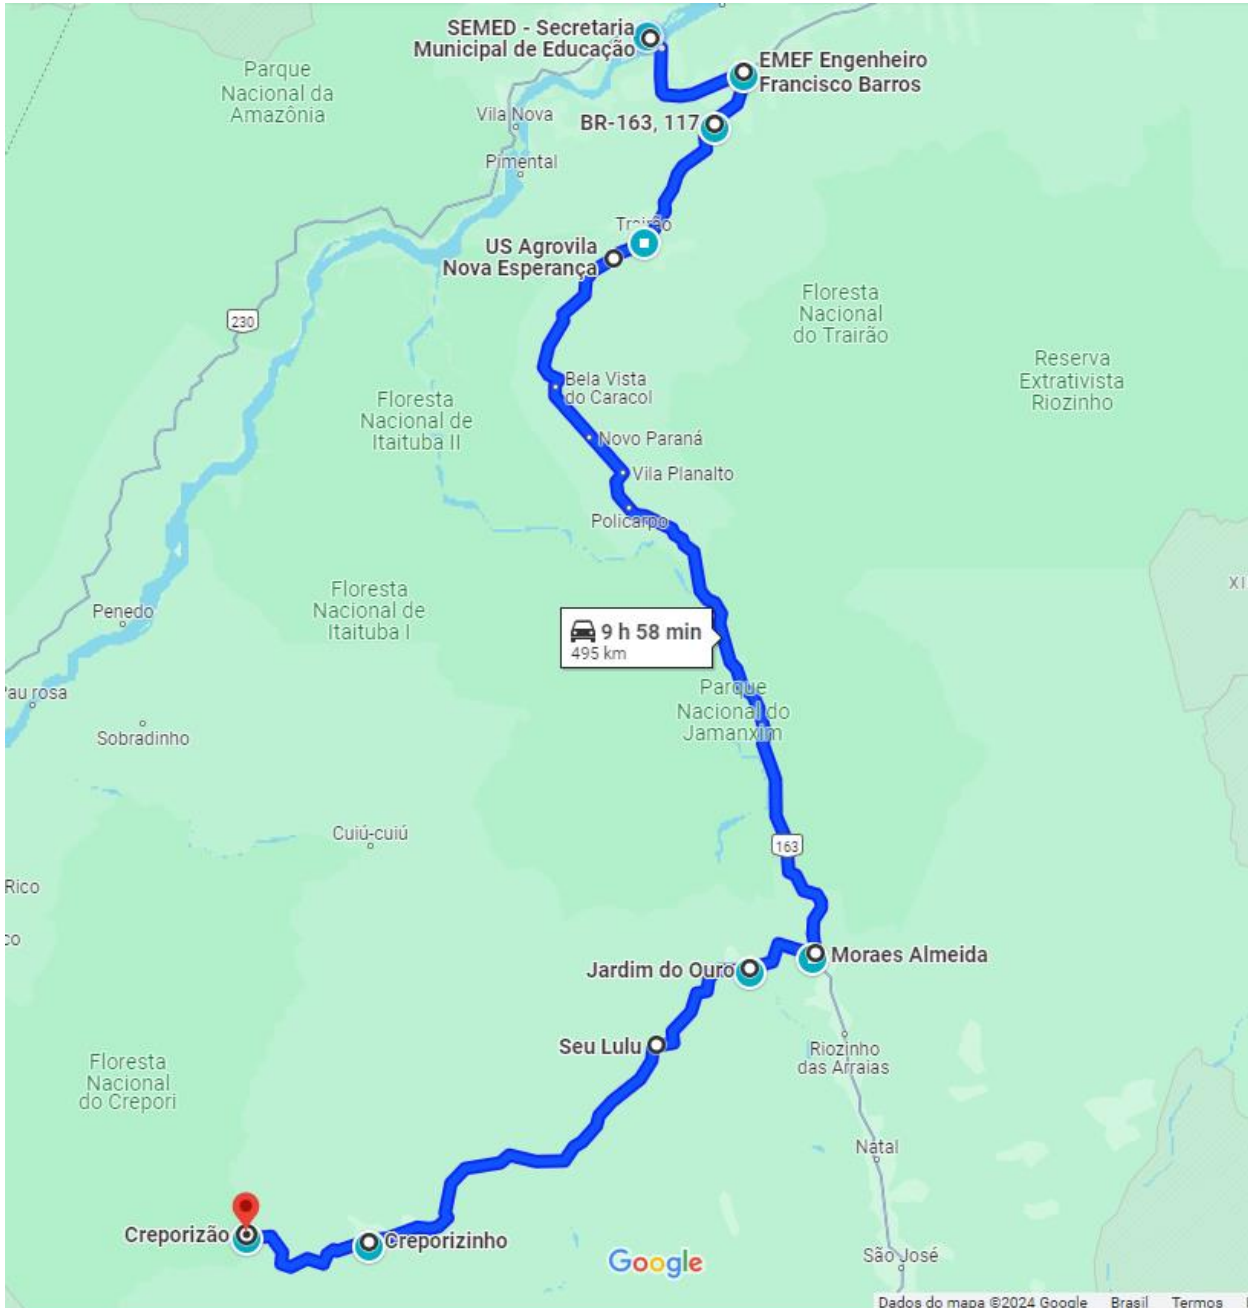 SEMED - Secretaria
Municipal de Educação
EMEF Engenheiro
Francisco Barros
Parque
Nacional da
Amazônia
Vila Nova
BR-163, 117
Pimental
Trairão
US Agrovila
Nova Esperança
Floresta
Nacional
do Trairão
230
Reserva
Extrativista
Riozinho
Bela Vista
do Caracol
Floresta
Nacional de
Itaituba II
Novo Paraná
Vila Planalto
Policarpo
XI
Floresta
Nacional de
Itaituba I
Penedo
9 h 58 min
495 km
Parque
Nacional do
Jamanxim
Pau rosa
Sobradinho
Cuiú-cuiú
163
Rico
co
Moraes Almeida
Jardim do Ouro
Seu Lulu
Riozinho
das Arraias
Floresta
Nacional
do Crepori
Natal
Creporizão
Creporizinho
São José
Google
Dados do mapa ©2024 Google Brasil Termos